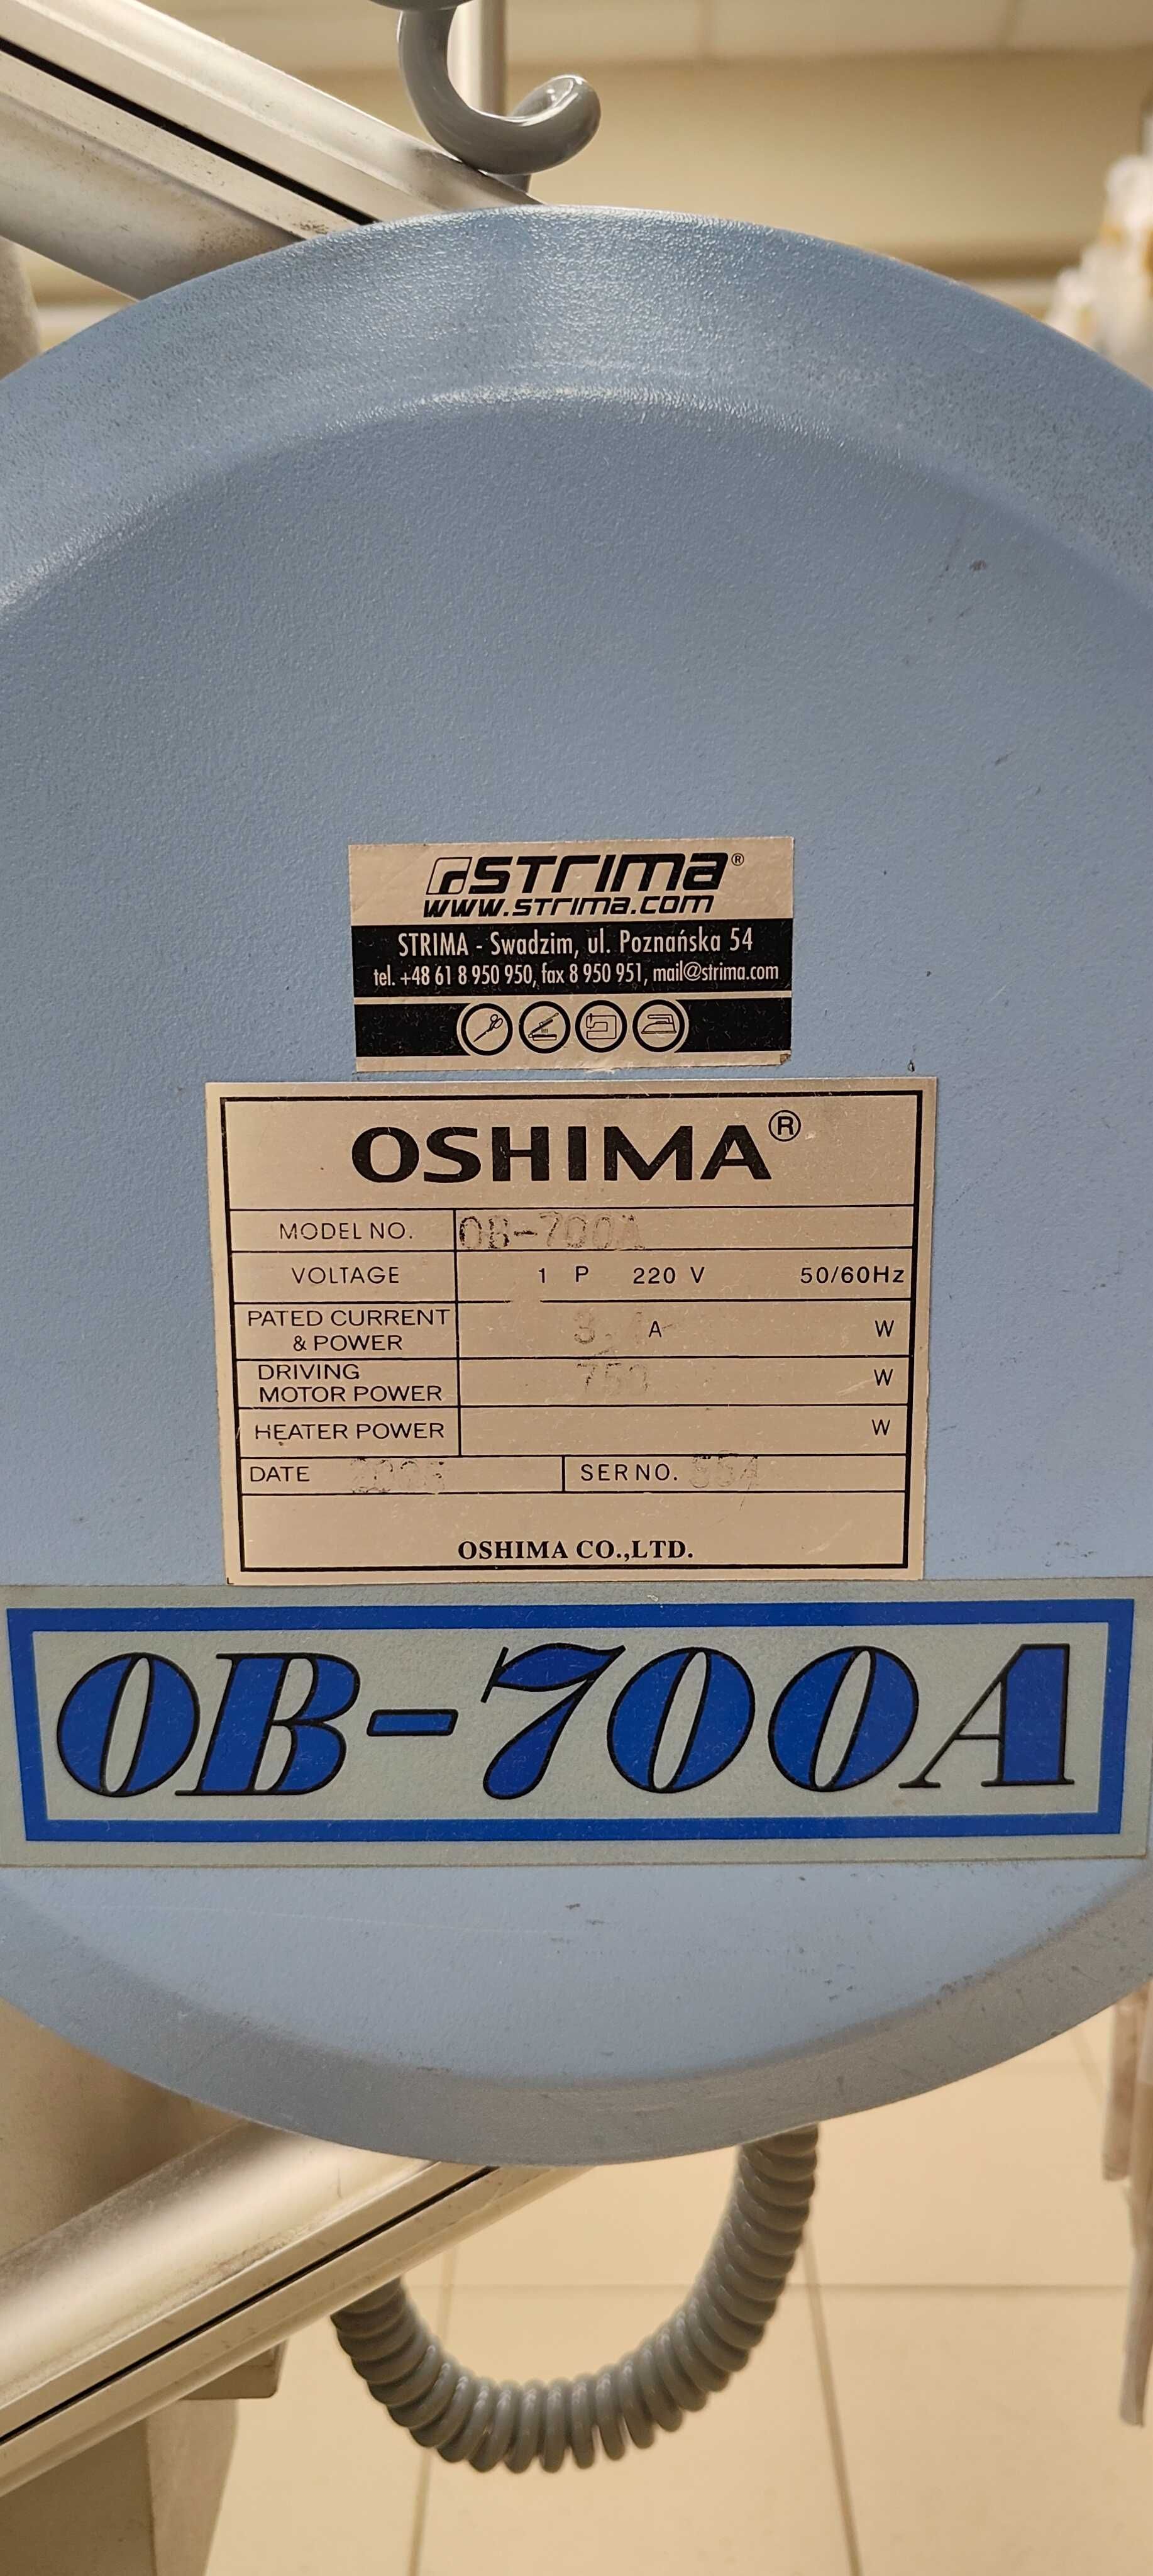 STRIMA®
www.strima.com
STRIMA - Swadzim, ul. Poznańska 54
tel. +48 61 8 950 950, fax 8 950 951, mail@strima.com
OSHIMA®
MODEL NO. OB-700A
VOLTAGE 1 P 220 V 50/60Hz
PATED CURRENT
& POWER A W
DRIVING
MOTOR POWER 750 W
HEATER POWER W
DATE SER NO.
OSHIMA CO.,LTD.
OB-700A